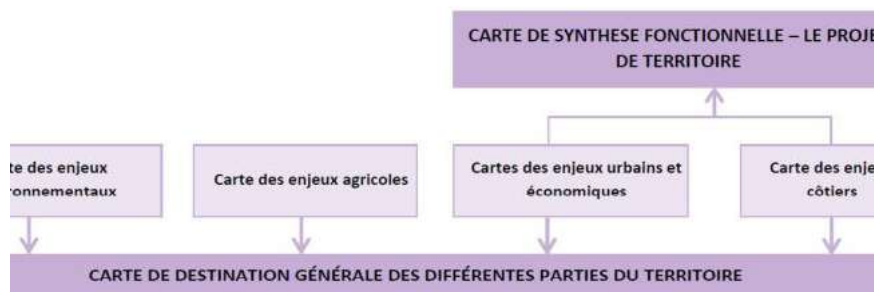 CARTE DE SYNTHESE FONCTIONNELLE – LE PROJE
DE TERRITOIRE
te des enjeux
ronnementaux
Carte des enjeux agricoles
Cartes des enjeux urbains et
économiques
Carte des enje
côtiers
CARTE DE DESTINATION GÉNÉRALE DES DIFFÉRENTES PARTIES DU TERRITOIRE